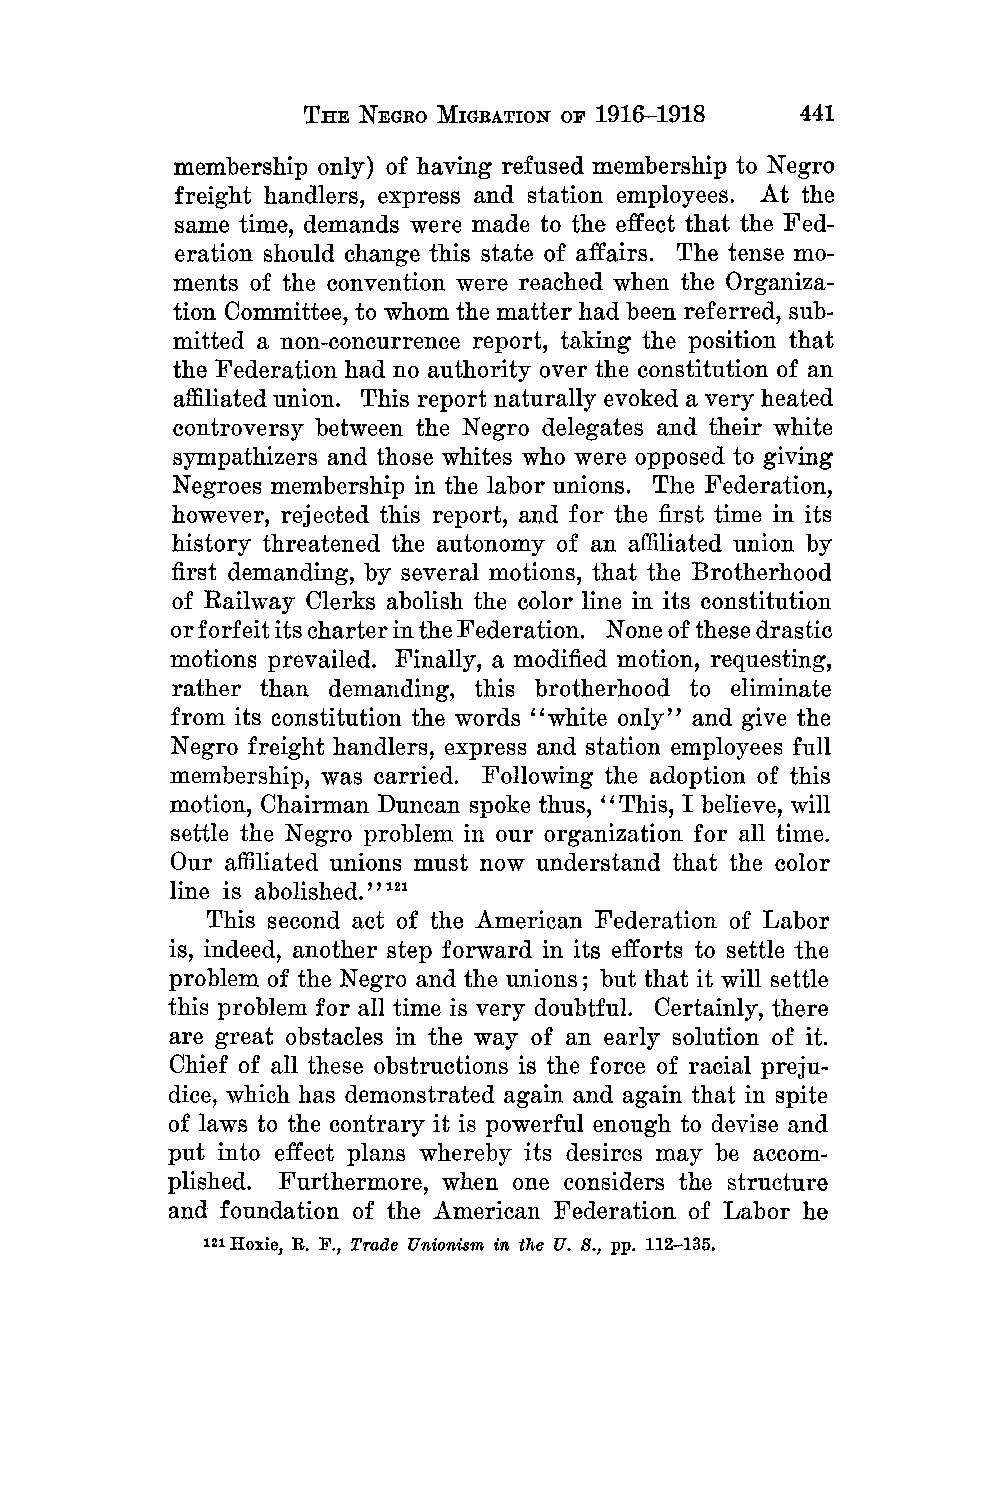 The Negro Migration of 1916–1918 441
membership only) of having refused membership to Negro
freight handlers, express and station employees. At the
same time, demands were made to the effect that the Fed-
eration should change this state of affairs. The tense mo-
ments of the convention were reached when the Organiza-
tion Committee, to whom the matter had been referred, sub-
mitted a non-concurrence report, taking the position that
the Federation had no authority over the constitution of an
affiliated union. This report naturally evoked a very heated
controversy between the Negro delegates and their white
sympathizers and those whites who were opposed to giving
Negroes membership in the labor unions. The Federation,
however, rejected this report, and for the first time in its
history threatened the autonomy of an affiliated union by
first demanding, by several motions, that the Brotherhood
of Railway Clerks abolish the color line in its constitution
or forfeit its charter in the Federation. None of these drastic
motions prevailed. Finally, a modified motion, requesting,
rather than demanding, this brotherhood to eliminate
from its constitution the words ‘‘white only’’ and give the
Negro freight handlers, express and station employees full
membership, was carried. Following the adoption of this
motion, Chairman Duncan spoke thus, ‘‘This, I believe, will
settle the Negro problem in our organization for all time.
Our affiliated unions must now understand that the color
line is abolished.’’121
This second act of the American Federation of Labor
is, indeed, another step forward in its efforts to settle the
problem of the Negro and the unions; but that it will settle
this problem for all time is very doubtful. Certainly, there
are great obstacles in the way of an early solution of it.
Chief of all these obstructions is the force of racial preju-
dice, which has demonstrated again and again that in spite
of laws to the contrary it is powerful enough to devise and
put into effect plans whereby its desires may be accom-
plished. Furthermore, when one considers the structure
and foundation of the American Federation of Labor he
121 Hoxie, R. F., Trade Unionism in the U. S., pp. 112–135.